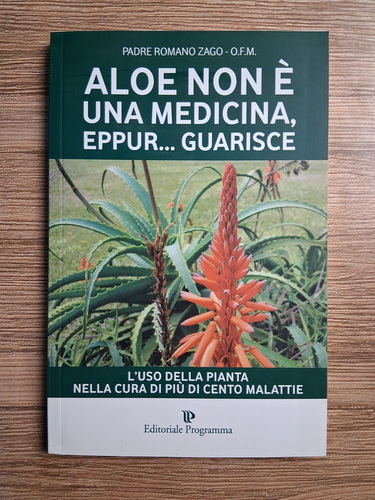 PADRE ROMANO ZAGO - O.F.M.
ALOE NON È
UNA MEDICINA,
EPPUR... GUARISCE
L'USO DELLA PIANTA
NELLA CURA DI PIÙ DI CENTO MALATTIE
Editoriale Programma